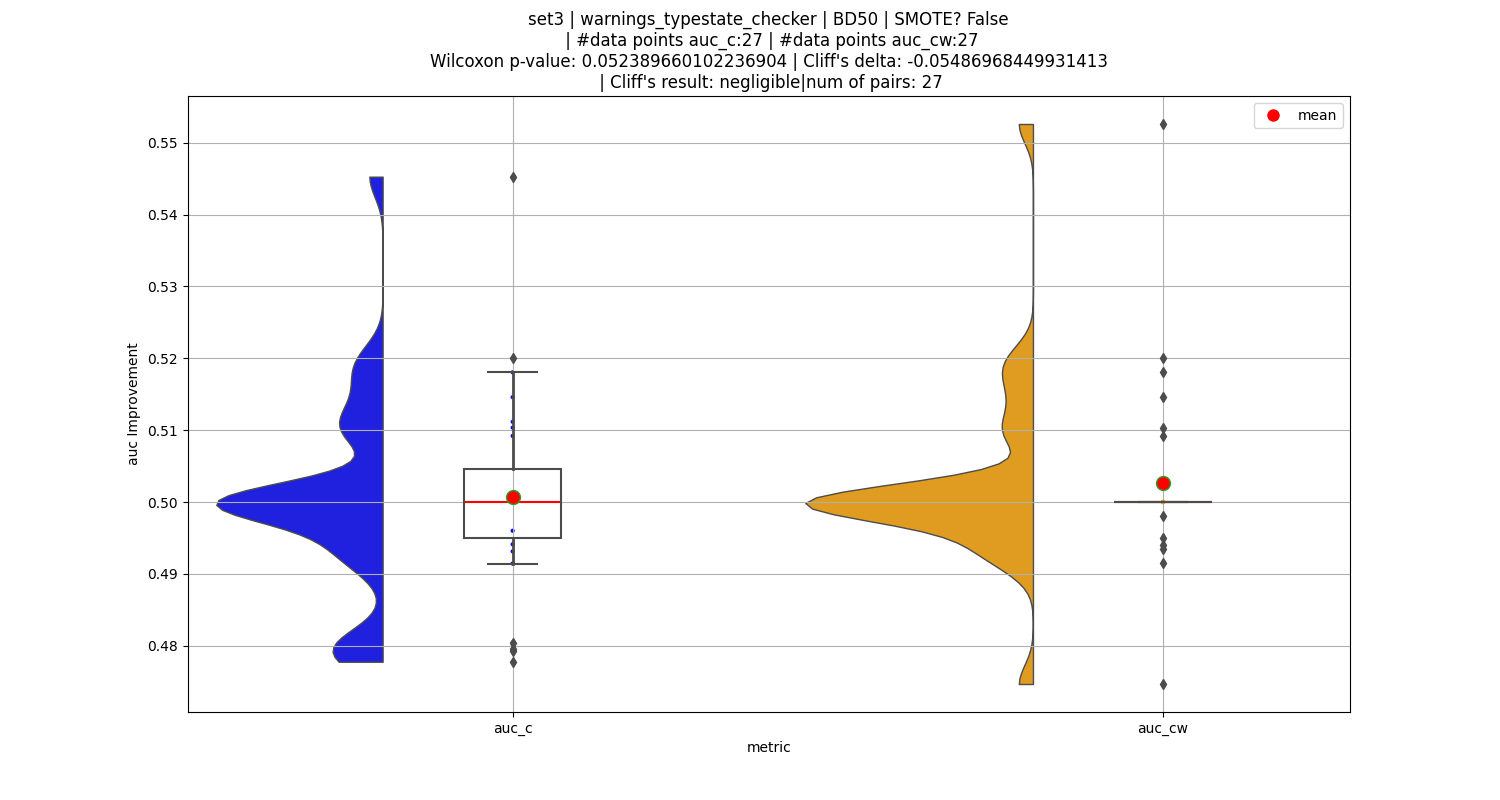 set3 | warnings_typestate_checker | BD50 | SMOTE? False
| #data points auc_c:27 | #data points auc_cw:27
Wilcoxon p-value: 0.052389660102236904 | Cliff's delta: -0.05486968449931413
| Cliff's result: negligible|num of pairs: 27
mean
0.55
0.54
0.53
0.52
0.51
0.50
0.49
0.48
auc Improvement
auc_c
auc_cw
metric